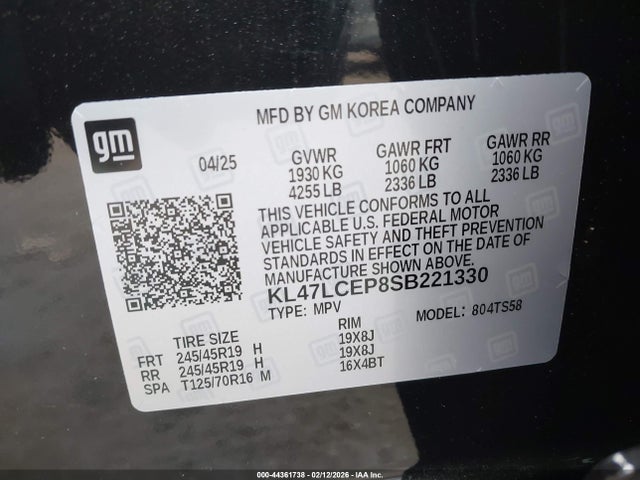 MFD BY GM KOREA COMPANY
gm
04/25
GVWR
1930 KG
4255 LB
GAWR FRT
1060 KG
2336 LB
GAWR RR
1060 KG
2336 LB
THIS VEHICLE CONFORMS TO ALL
APPLICABLE U.S. FEDERAL MOTOR
VEHICLE SAFETY AND THEFT PREVENTION
STANDARDS IN EFFECT ON THE DATE OF
MANUFACTURE SHOWN ABOVE.
KL47LCEP8SB221330
TYPE: MPV
MODEL: 804TS58
TIRE SIZE RIM
FRT 245/45R19 H 19X8J
RR 245/45R19 H 19X8J
SPA T125/70R16 M 16X4BT
000-44361738 - 02/12/2026 - IAA Inc.